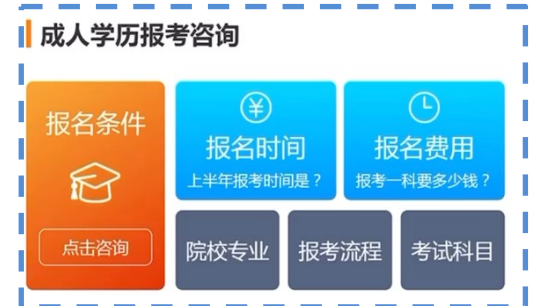 成人学历报考咨询
报名条件
点击咨询
¥
报名时间
上半年报考时间是？
报名费用
报考一科要多少钱？
院校专业
报考流程
考试科目